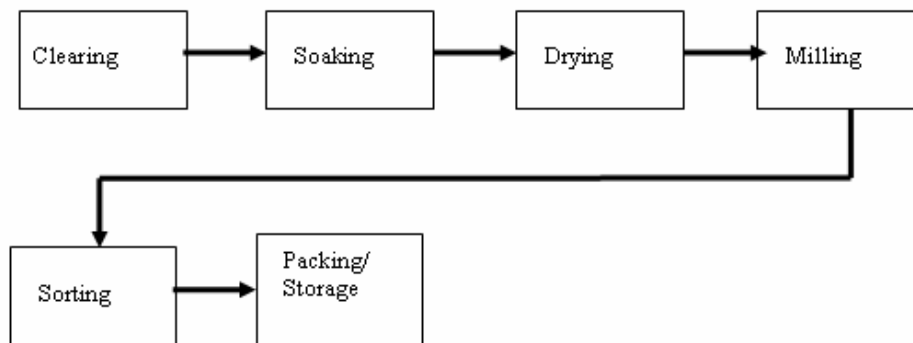 Clearing
Soaking
Drying
Milling
Sorting
Packing/
Storage